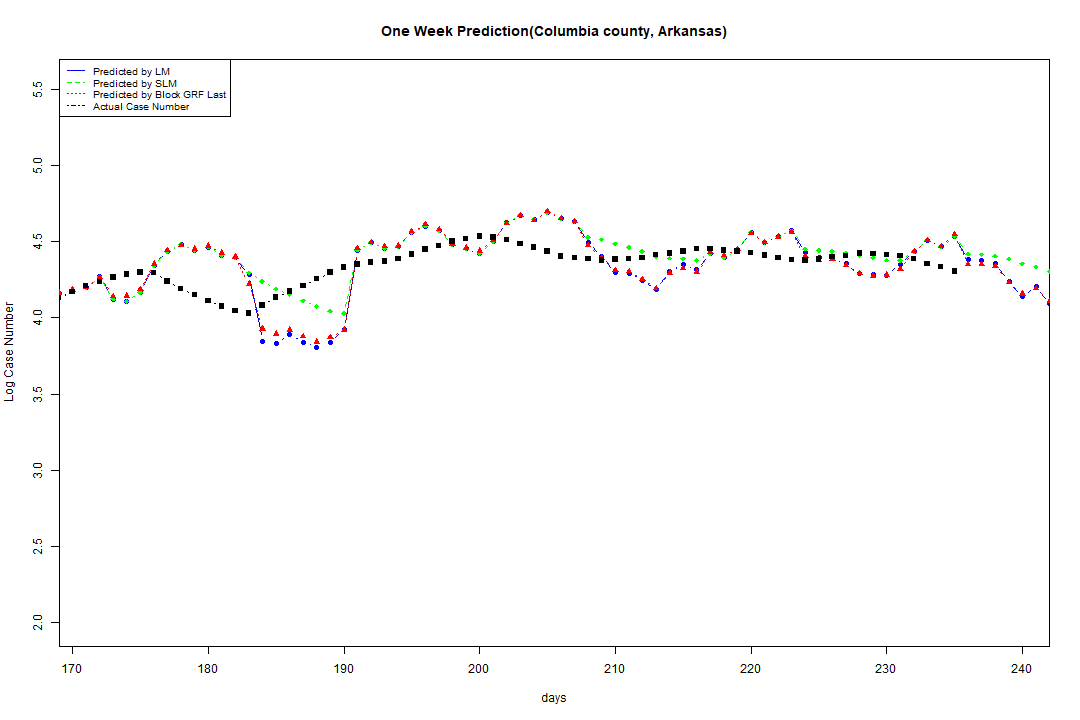 One Week Prediction(Columbia county, Arkansas)
Predicted by LM
Predicted by SLM
Predicted by Block GRF Last
Actual Case Number
Log Case Number
5.5
5.0
4.5
4.0
3.5
3.0
2.5
2.0
170 180 190 200 210 220 230 240
days